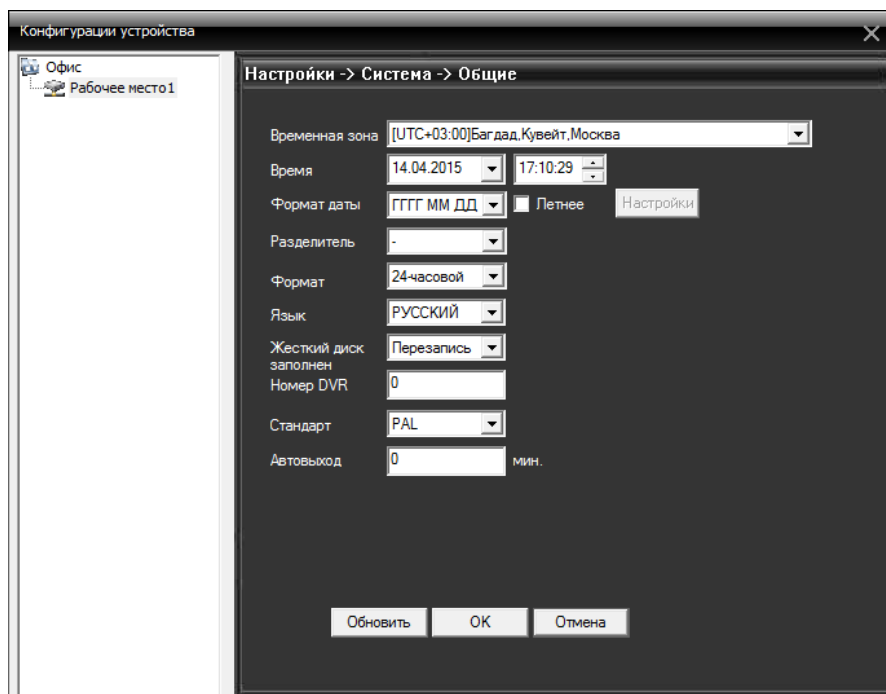 Конфигурации устройства
Офис
Рабочее место1
Настройки -> Система -> Общие
Временная зона [UTC+03:00]Багдад,Кувейт,Москва
Время 14.04.2015 17:10:29
Формат даты ГГГГ ММ ДД Летнее Настройки
Разделитель -
Формат 24-часовой
Язык РУССКИЙ
Жесткий диск Перезапись
заполнен
Номер DVR 0
Стандарт PAL
Автовыход 0 мин.
Обновить OK Отмена